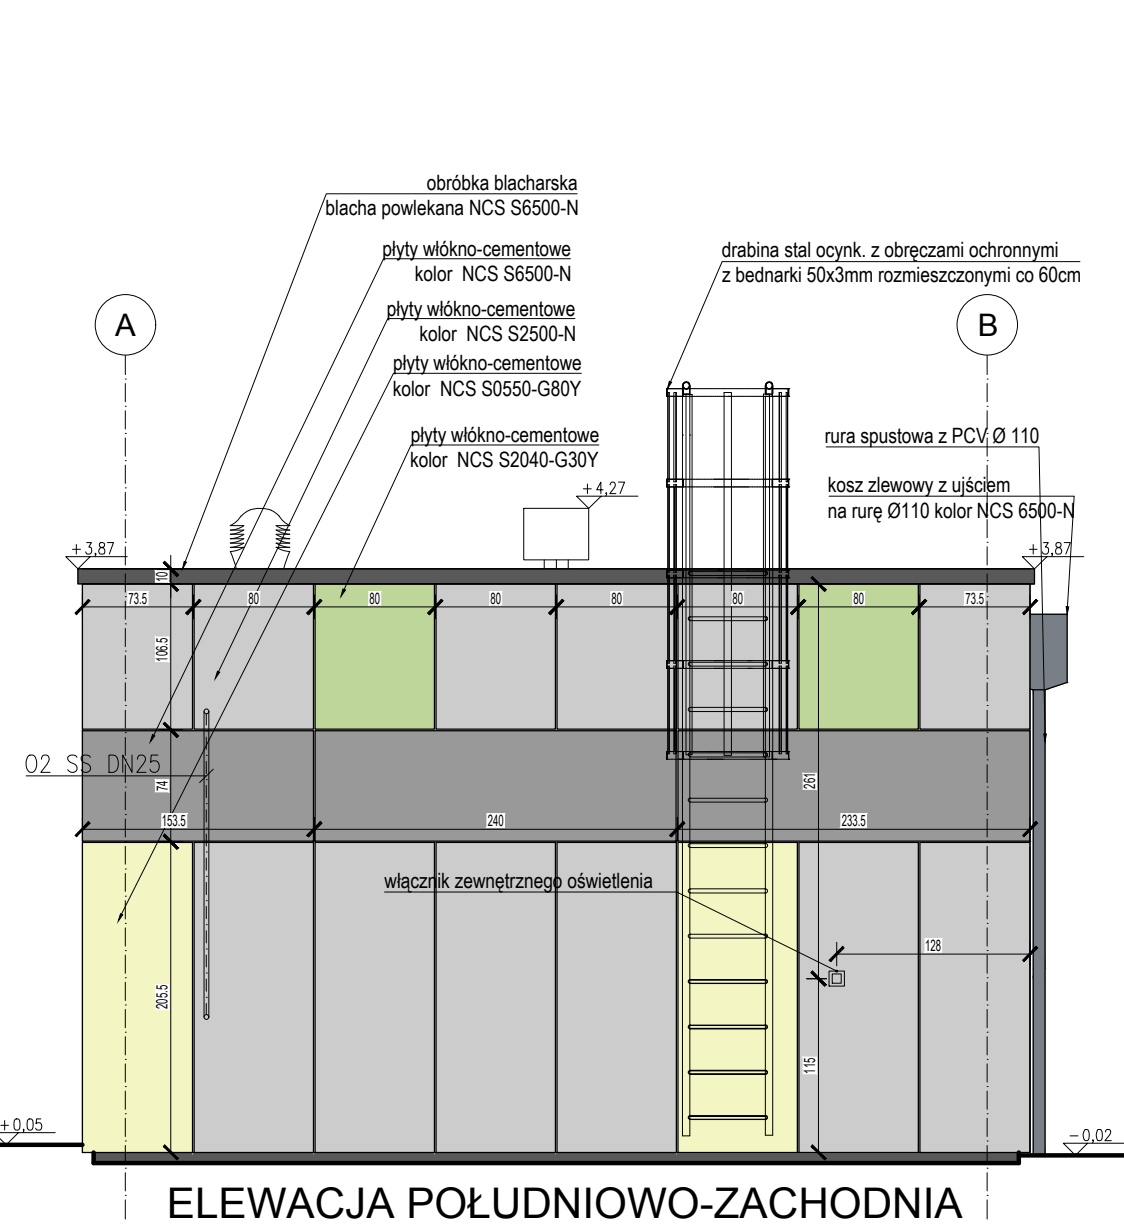 obróbka blacharska
blacha powlekana NCS S6500-N
płyty włókno-cementowe
kolor NCS S6500-N
drabina stal ocynk. z obręczami ochronnymi
z bednarki 50x3mm rozmieszczonymi co 60cm
płyty włókno-cementowe
kolor NCS S2500-N
A
B
płyty włókno-cementowe
kolor NCS S0550-G80Y
płyty włókno-cementowe
kolor NCS S2040-G30Y
rura spustowa z PCV Ø 110
kosz zlewowy z ujściem
na rurę Ø110 kolor NCS 6500-N
+4,27
+3,87
+3,87
10
73.5
80
80
80
80
80
80
73.5
106.5
O2 SS DN25
74
261
153.5
240
233.5
włącznik zewnętrznego oświetlenia
128
205.5
115
+0,05
-0,02
ELEWACJA POŁUDNIOWO-ZACHODNIA